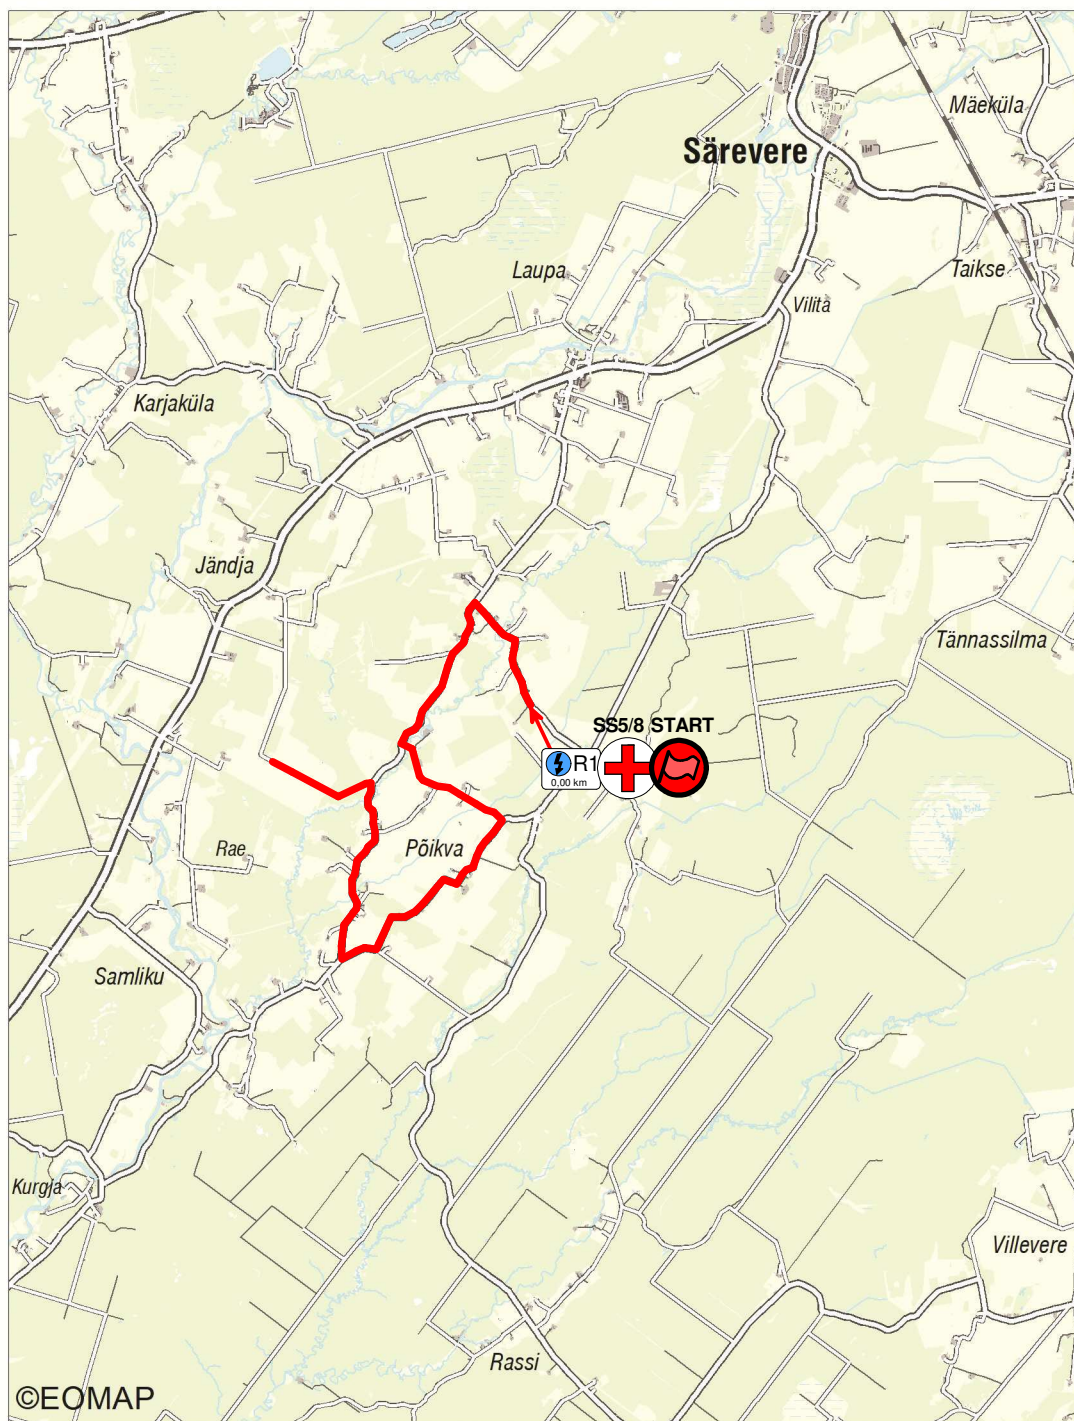 Mäeküla
Särevere
Laupa
Taikse
Vilita
Karjaküla
Jändja
Tännassilma
SS5/8 START
R1
0,00 km
Rae
Põikva
Samliku
Kurgja
Villevere
Rassi
©EOMAP